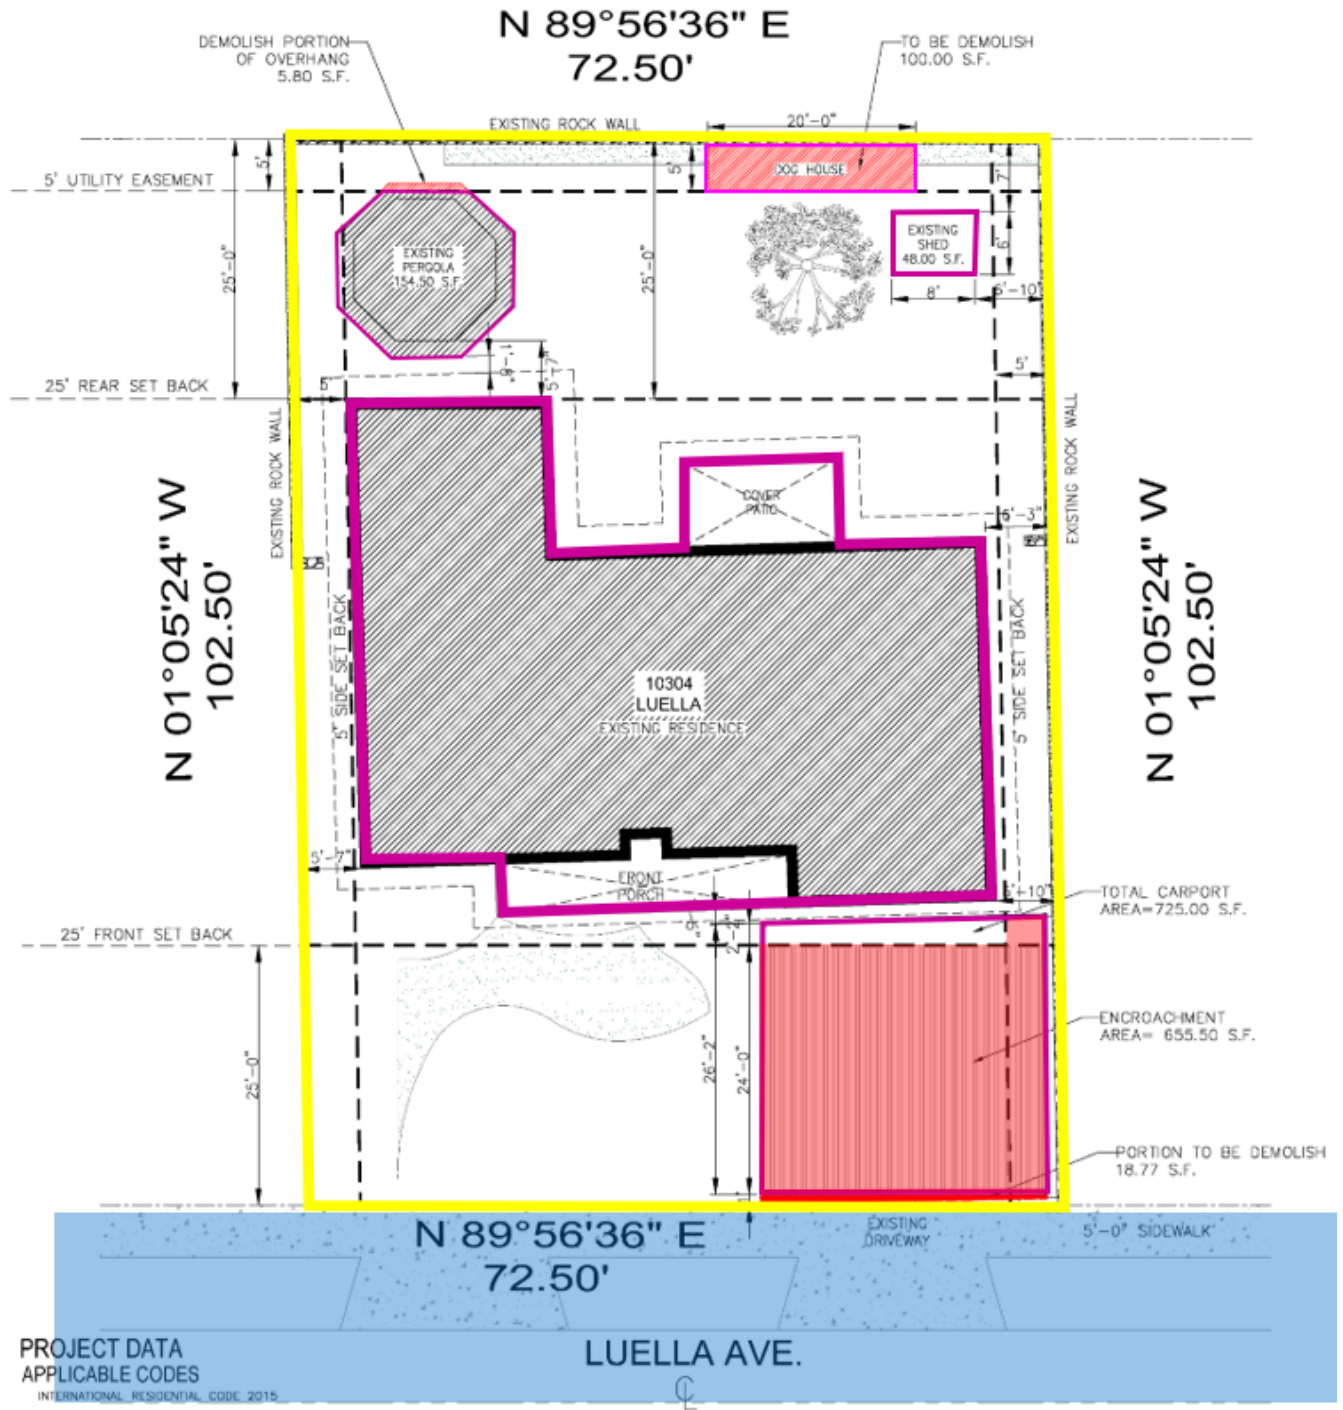 N 89°56'36" E
72.50'
DEMOLISH PORTION
OF OVERHANG
5.80 S.F.
TO BE DEMOLISH
100.00 S.F.
EXISTING ROCK WALL
20'-0"
5'
5'
DOG HOUSE
7'
5' UTILITY EASEMENT
EXISTING
PERGOLA
154.50 S.F.
EXISTING
SHED
48.00 S.F.
6'
25'-0"
25'-0"
8'
5'
1'-8"
5'-7"
25' REAR SET BACK
5'
EXISTING ROCK WALL
EXISTING ROCK WALL
COVER
PATIO
N 01°05'24" W
102.50'
N 01°05'24" W
102.50'
5' SIDE SET BACK
5' SIDE SET BACK
10304
LUELLA
EXISTING RESIDENCE
5'-7"
FRONT
PORCH
TOTAL CARPORT
AREA=725.00 S.F.
25' FRONT SET BACK
2'-4"
25'-0"
26'-2"
24'-0"
ENCROACHMENT
AREA= 655.50 S.F.
PORTION TO BE DEMOLISH
18.77 S.F.
1'
N 89°56'36" E
72.50'
EXISTING
DRIVEWAY
5'-0" SIDEWALK
PROJECT DATA
APPLICABLE CODES
INTERNATIONAL RESIDENTIAL CODE 2015
LUELLA AVE.